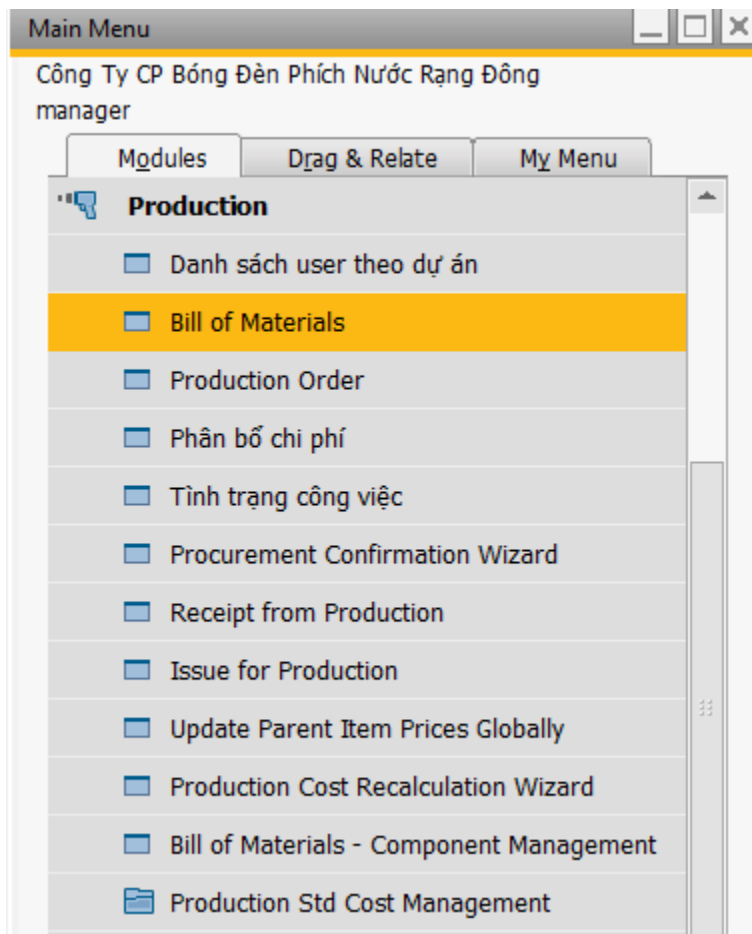 Main Menu
Công Ty CP Bóng Đèn Phích Nước Rạng Đông
manager
Modules Drag & Relate My Menu
Production
Danh sách user theo dự án
Bill of Materials
Production Order
Phân bổ chi phí
Tình trạng công việc
Procurement Confirmation Wizard
Receipt from Production
Issue for Production
Update Parent Item Prices Globally
Production Cost Recalculation Wizard
Bill of Materials - Component Management
Production Std Cost Management